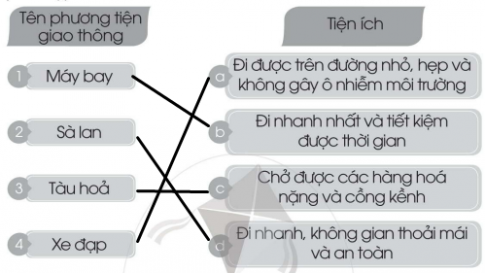 Tên phương tiện
giao thông
Tiện ích
1 Máy bay
a Đi được trên đường nhỏ, hẹp và
không gây ô nhiễm môi trường
2 Sà lan
b Đi nhanh nhất và tiết kiệm
được thời gian
3 Tàu hoả
c Chở được các hàng hoá
nặng và cồng kềnh
4 Xe đạp
d Đi nhanh, không gian thoải mái
và an toàn